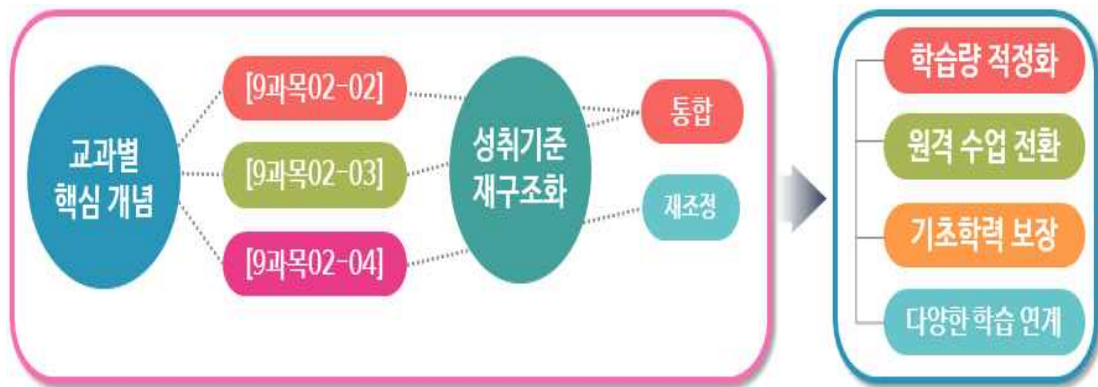 교과별
핵심 개념
[9과목02-02]
[9과목02-03]
[9과목02-04]
성취기준
재구조화
통합
재조정
학습량 적정화
원격 수업 전환
기초학력 보장
다양한 학습 연계